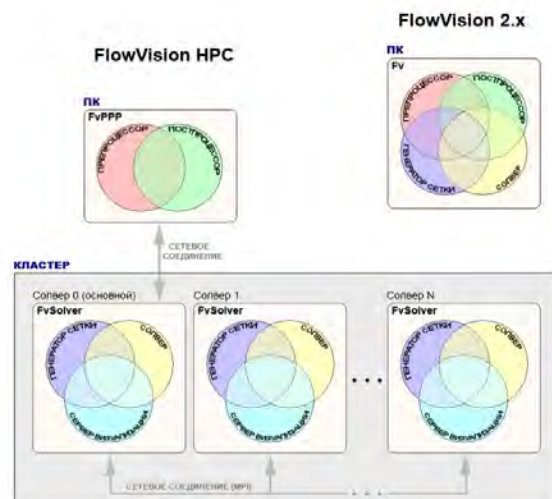 FlowVision HPC
FlowVision 2.x
ПК
FvPPP
ПРЕПРОЦЕССОР
ПОСТПРОЦЕССОР
ПК
Fv
ПРЕПРОЦЕССОР
ПОСТПРОЦЕССОР
ГЕНЕРАТОР СЕТКИ
СОЛВЕР
СЕТЕВОЕ
СОЕДИНЕНИЕ
КЛАСТЕР
Солвер 0 (основной)
Солвер 1
Солвер N
FvSolver
FvSolver
FvSolver
ГЕНЕРАТОР СЕТКИ
СОЛВЕР
СЕРВЕР ВИЗУАЛИЗАЦИИ
ГЕНЕРАТОР СЕТКИ
СОЛВЕР
СЕРВЕР ВИЗУАЛИЗАЦИИ
...
ГЕНЕРАТОР СЕТКИ
СОЛВЕР
СЕРВЕР ВИЗУАЛИЗАЦИИ
СЕТЕВОЕ СОЕДИНЕНИЕ (MPI)
...